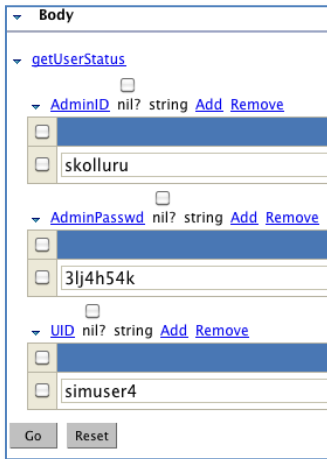 Body
getUserStatus
AdminID nil? string Add Remove
skolluru
AdminPasswd nil? string Add Remove
3lj4h54k
UID nil? string Add Remove
simuser4
Go Reset